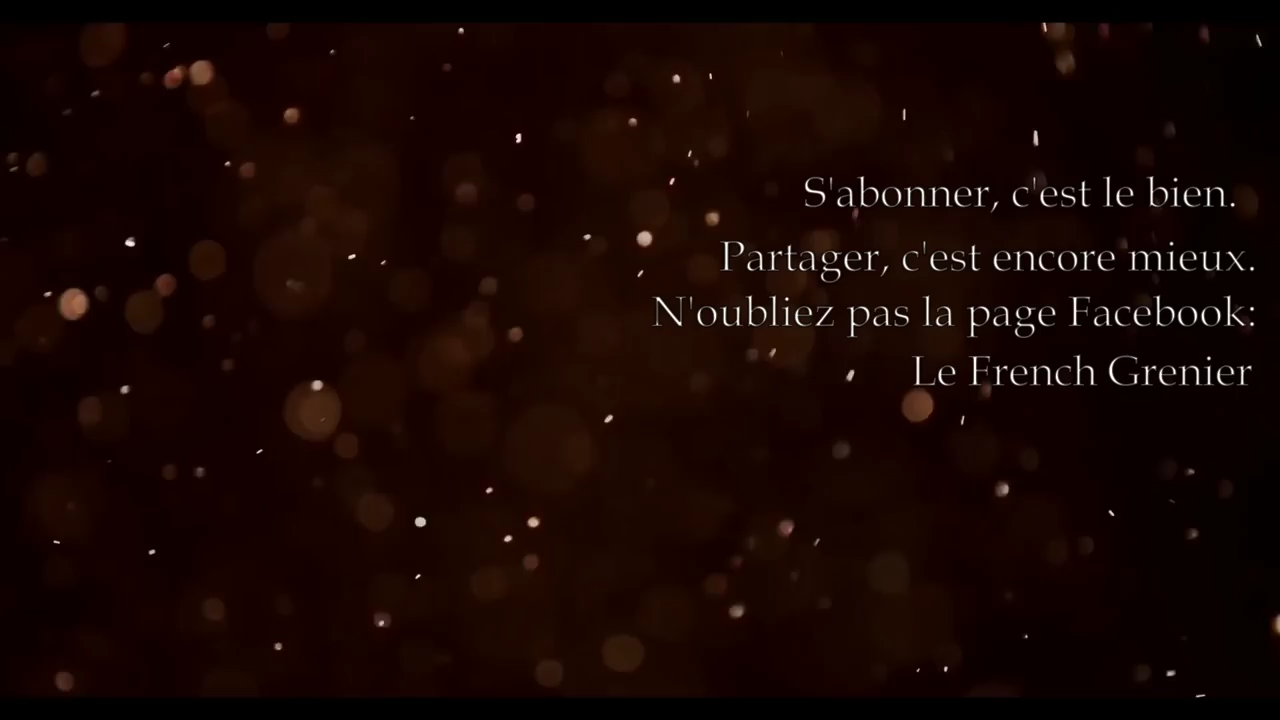 S'abonner, c'est le bien.
Partager, c'est encore mieux.
N'oubliez pas la page Facebook:
Le French Grenier